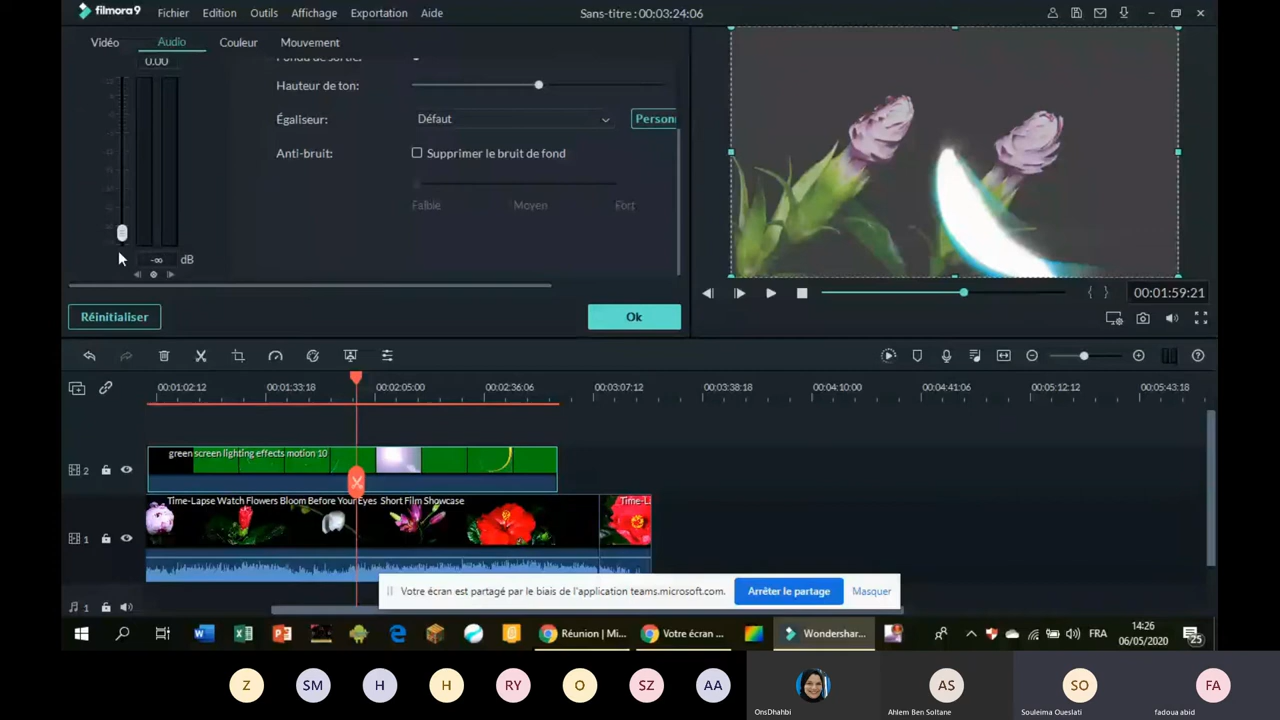 filmora9 Fichier Edition Outils Affichage Exportation Aide Sans-titre : 00:03:24:06
Vidéo Audio Couleur Mouvement
0.00
Hauteur de ton:
Égaliseur: Défaut Person
Anti-bruit: Supprimer le bruit de fond
Faible Moyen Fort
-∞ dB
Réinitialiser Ok
{ } 00:01:59:21
00:01:02:12 00:01:33:18 00:02:05:00 00:02:36:06 00:03:07:12 00:03:38:18 00:04:10:00 00:04:41:06 00:05:12:12 00:05:43:18
green screen lighting effects motion 10
2
Time-Lapse Watch Flowers Bloom Before Your Eyes Short Film Showcase Time-L
1
Votre écran est partagé par le biais de l'application teams.microsoft.com. Arrêter le partage Masquer
1
Réunion | Mi... Votre écran ... Wondershar... FRA 14:26
06/05/2020 25
Z SM H H RY O SZ AA AS SO FA
OnsDhahbi Ahlem Ben Soltane Souleima Oueslati fadoua abid